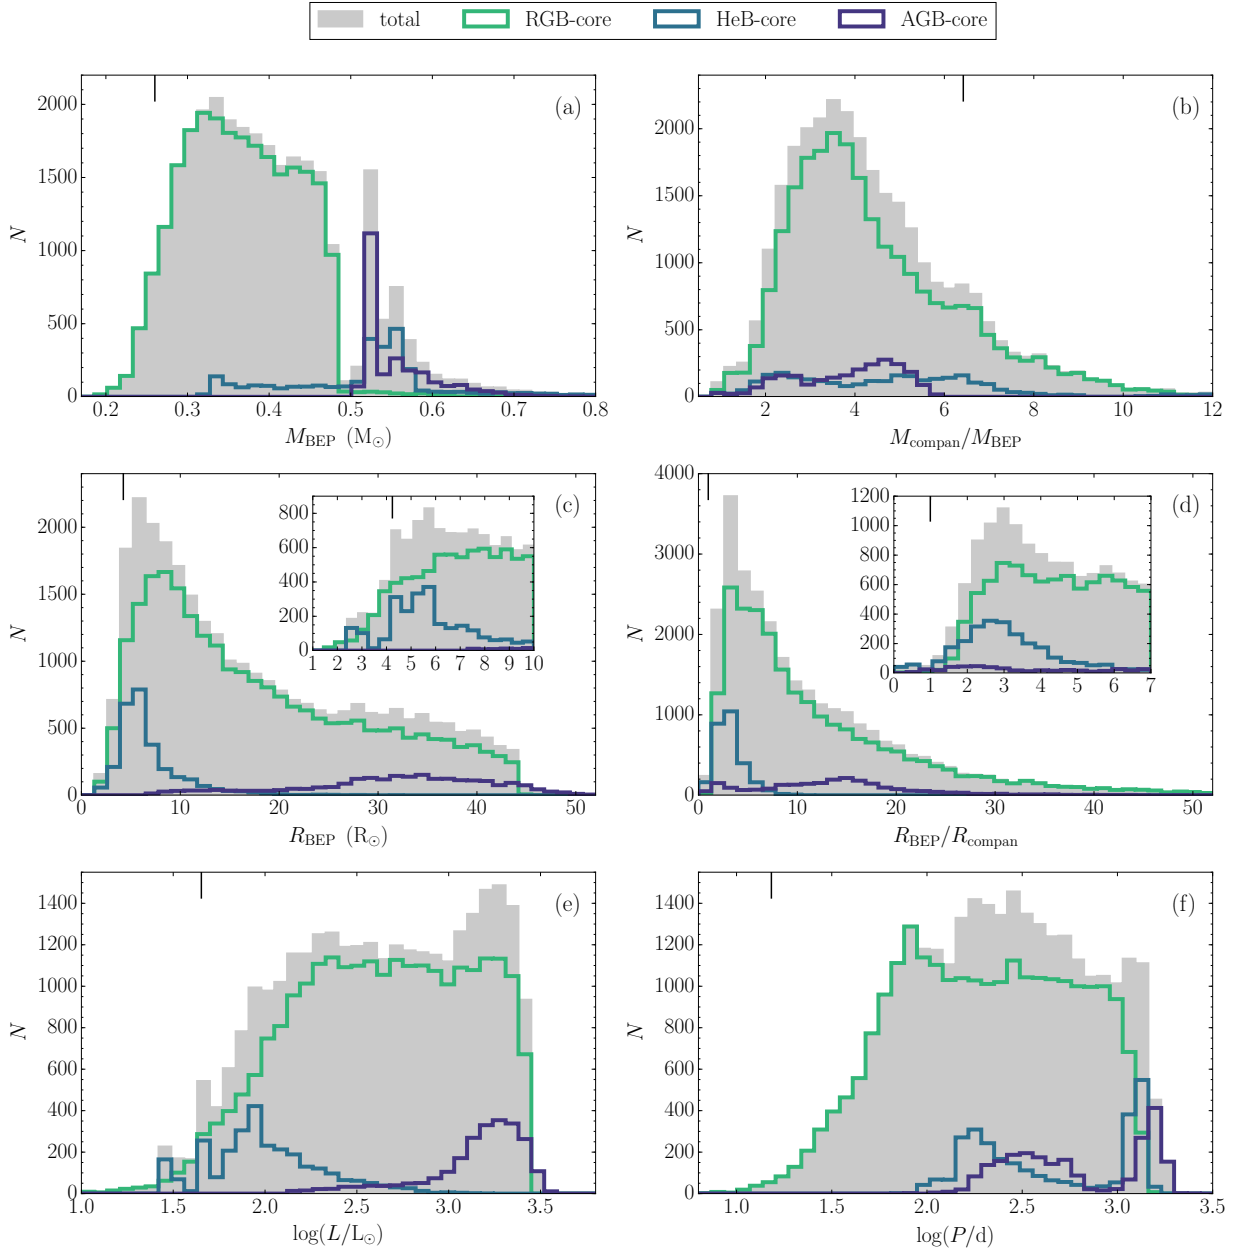 total RGB-core HeB-core AGB-core
(a)
N
0 500 1000 1500 2000
0.2 0.3 0.4 0.5 0.6 0.7 0.8
M_BEP (M_⊙)
(b)
N
0 500 1000 1500 2000
2 4 6 8 10 12
M_compan/M_BEP
(c)
N
0 500 1000 1500 2000
0 10 20 30 40 50
R_BEP (R_⊙)
0 200 400 600 800
1 2 3 4 5 6 7 8 9 10
(d)
N
0 1000 2000 3000 4000
0 10 20 30 40 50
R_BEP/R_compan
0 200 400 600 800 1000 1200
0 1 2 3 4 5 6 7
(e)
N
0 200 400 600 800 1000 1200 1400
1.0 1.5 2.0 2.5 3.0 3.5
log(L/L_⊙)
(f)
N
0 200 400 600 800 1000 1200 1400
1.0 1.5 2.0 2.5 3.0 3.5
log(P/d)